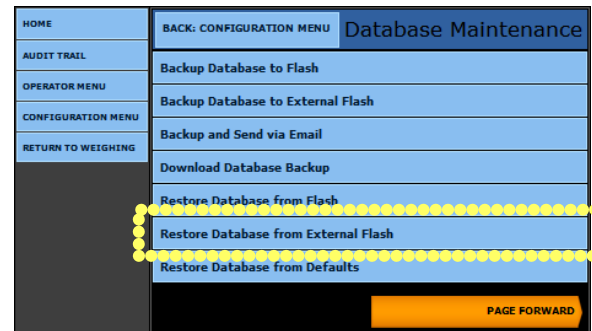 HOME
AUDIT TRAIL
OPERATOR MENU
CONFIGURATION MENU
RETURN TO WEIGHING
BACK: CONFIGURATION MENU
Database Maintenance
Backup Database to Flash
Backup Database to External Flash
Backup and Send via Email
Download Database Backup
Restore Database from Flash
Restore Database from External Flash
Restore Database from Defaults
PAGE FORWARD